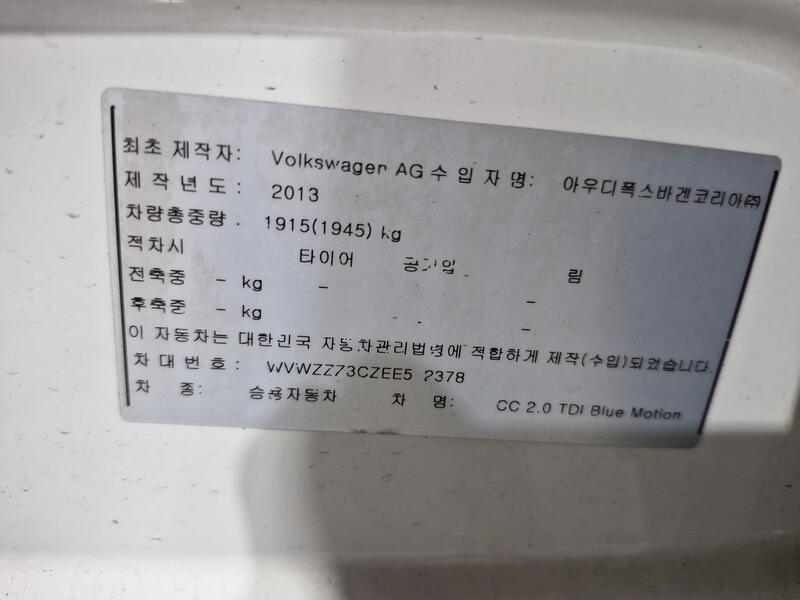 최초 제작자: Volkswagen AG 수 입 자 명: 아우디폭스바겐코리아㈜
제 작 년 도 : 2013
차량총중량 : 1915(1945) kg
적차시 타이어 공기압 림
전축중 - kg - -
후축중 - kg - -
이 자동차는 대한민국 자동차관리법령에 적합하게 제작(수입)되었습니다.
차 대 번 호 : WVWZZZ3CZEE5 2378
차 종: 승용자동차 차 명: CC 2.0 TDI Blue Motion